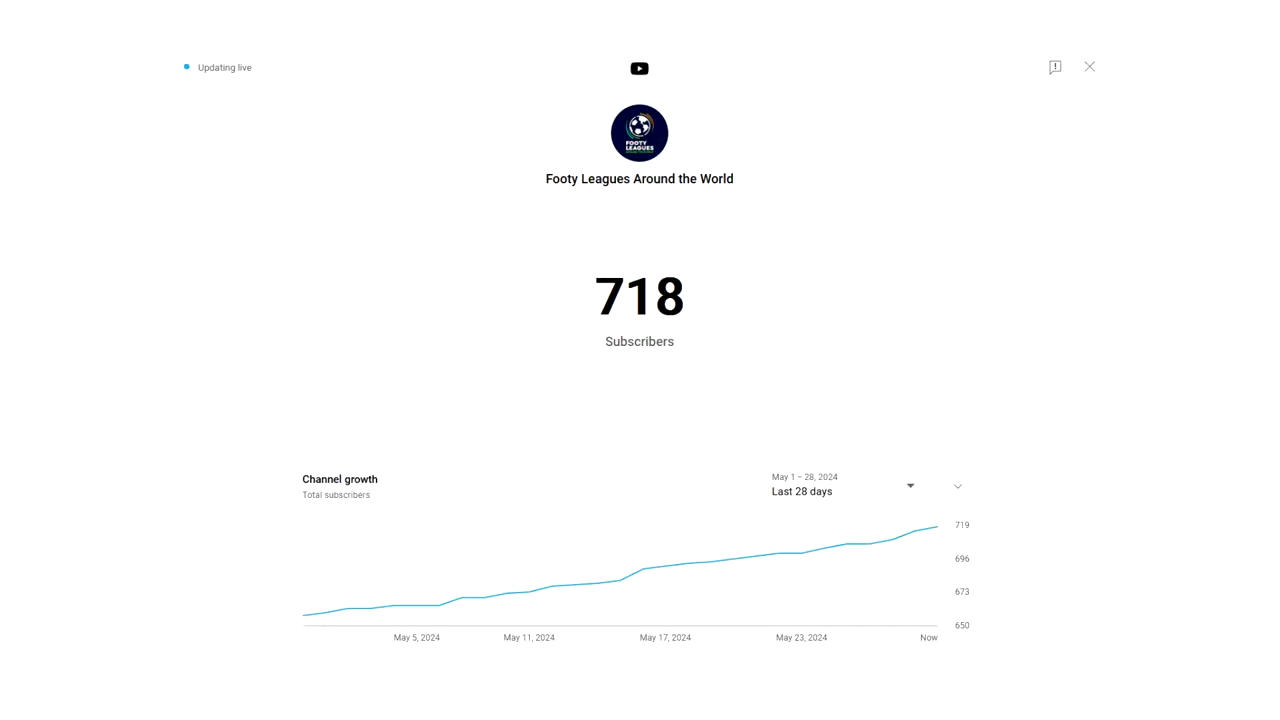 Updating live
FOOTY
LEAGUES
Footy Leagues Around the World
718
Subscribers
Channel growth
Total subscribers
May 1 – 28, 2024
Last 28 days
719
696
673
650
May 5, 2024
May 11, 2024
May 17, 2024
May 23, 2024
Now